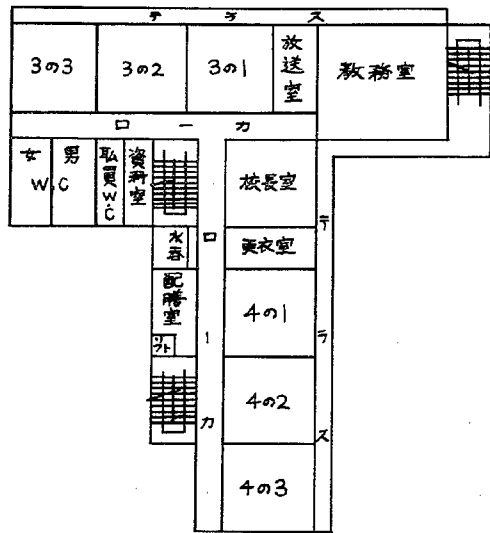 テラス
3の3
3の2
3の1
放送室
教務室
ローカ
女
男
W.C
耺員W.C
資料室
校長室
水呑
更衣室
配膳室
リフト
ローカ
テラス
4の1
4の2
4の3